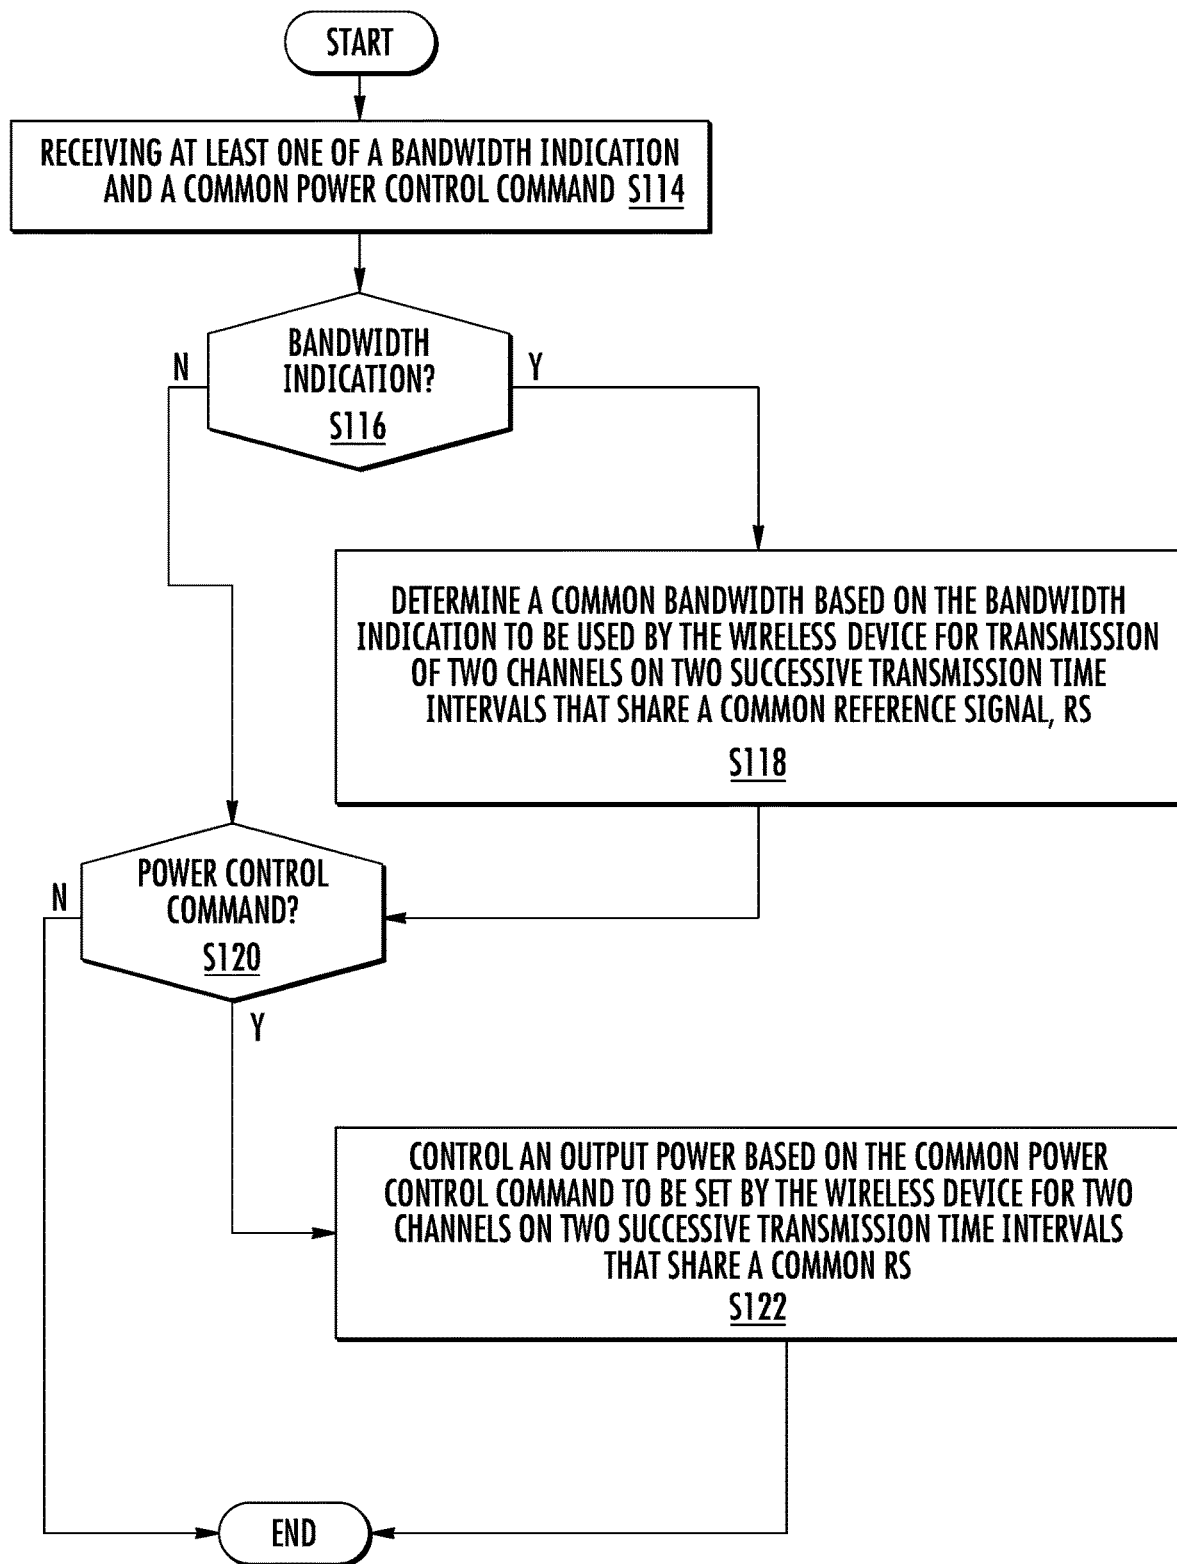 START
RECEIVING AT LEAST ONE OF A BANDWIDTH INDICATION
AND A COMMON POWER CONTROL COMMAND S114
BANDWIDTH
INDICATION?
S116
N
Y
DETERMINE A COMMON BANDWIDTH BASED ON THE BANDWIDTH
INDICATION TO BE USED BY THE WIRELESS DEVICE FOR TRANSMISSION
OF TWO CHANNELS ON TWO SUCCESSIVE TRANSMISSION TIME
INTERVALS THAT SHARE A COMMON REFERENCE SIGNAL, RS
S118
POWER CONTROL
COMMAND?
S120
N
Y
CONTROL AN OUTPUT POWER BASED ON THE COMMON POWER
CONTROL COMMAND TO BE SET BY THE WIRELESS DEVICE FOR TWO
CHANNELS ON TWO SUCCESSIVE TRANSMISSION TIME INTERVALS
THAT SHARE A COMMON RS
S122
END